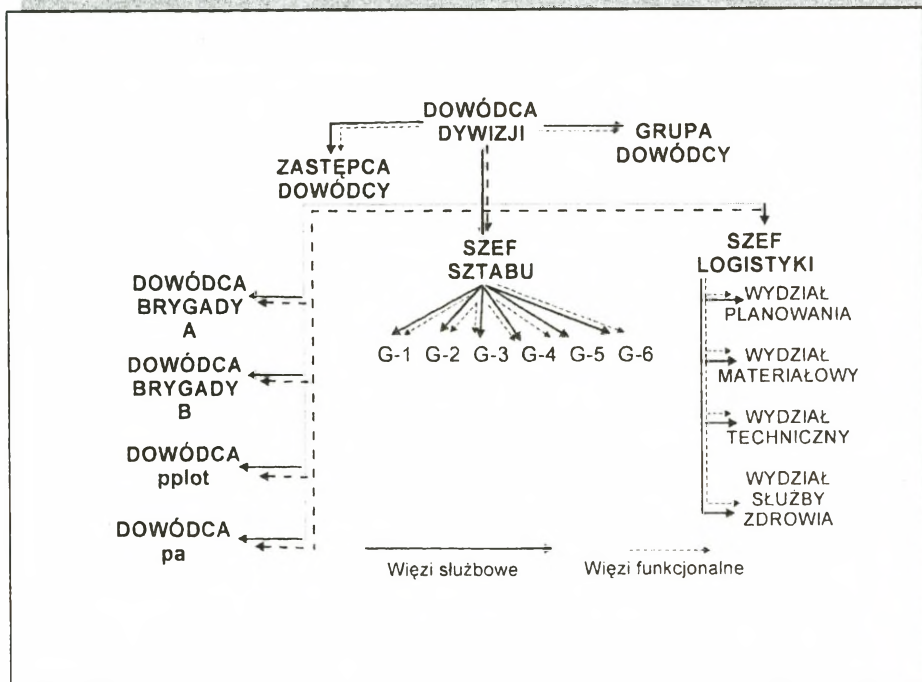 DOWÓDCA
DYWIZJI
GRUPA
DOWÓDCY
ZASTĘPCA
DOWÓDCY
SZEF
SZTABU
SZEF
LOGISTYKI
DOWÓDCA
BRYGADY
A
DOWÓDCA
BRYGADY
B
DOWÓDCA
pplot
DOWÓDCA
pa
G-1 G-2 G-3 G-4 G-5 G-6
WYDZIAŁ
PLANOWANIA
WYDZIAŁ
MATERIAŁOWY
WYDZIAŁ
TECHNICZNY
WYDZIAŁ
SŁUŻBY
ZDROWIA
Więzi służbowe
Więzi funkcjonalne